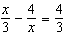 x/3 − 4/x = 4/3